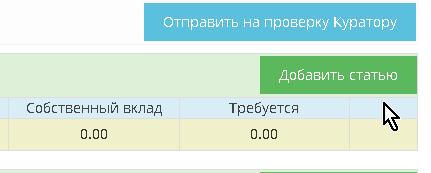 Отправить на проверку Куратору
Добавить статью
Собственный вклад Требуется
0.00 0.00